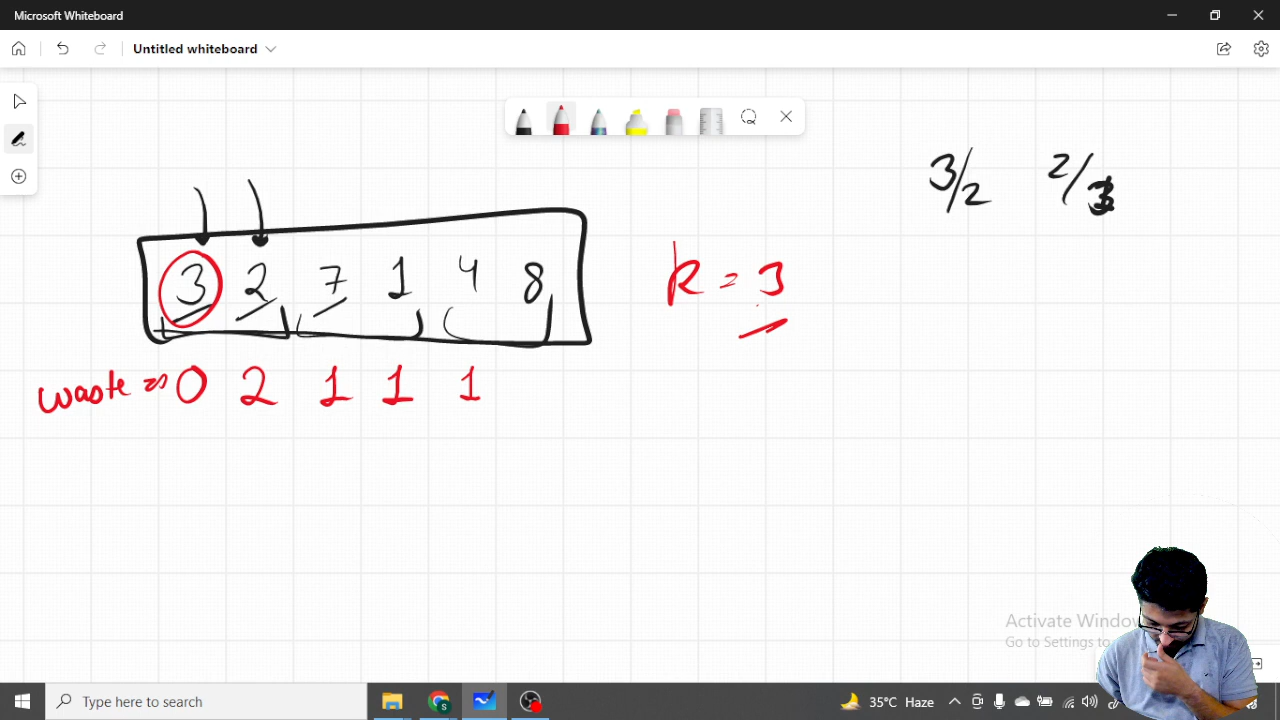 Microsoft Whiteboard
Untitled whiteboard
3/2 2/3
3 2 7 1 4 8
k = 3
waste = 0 2 1 1 1
Activate Window
Go to Settings to
Type here to search
35°C Haze